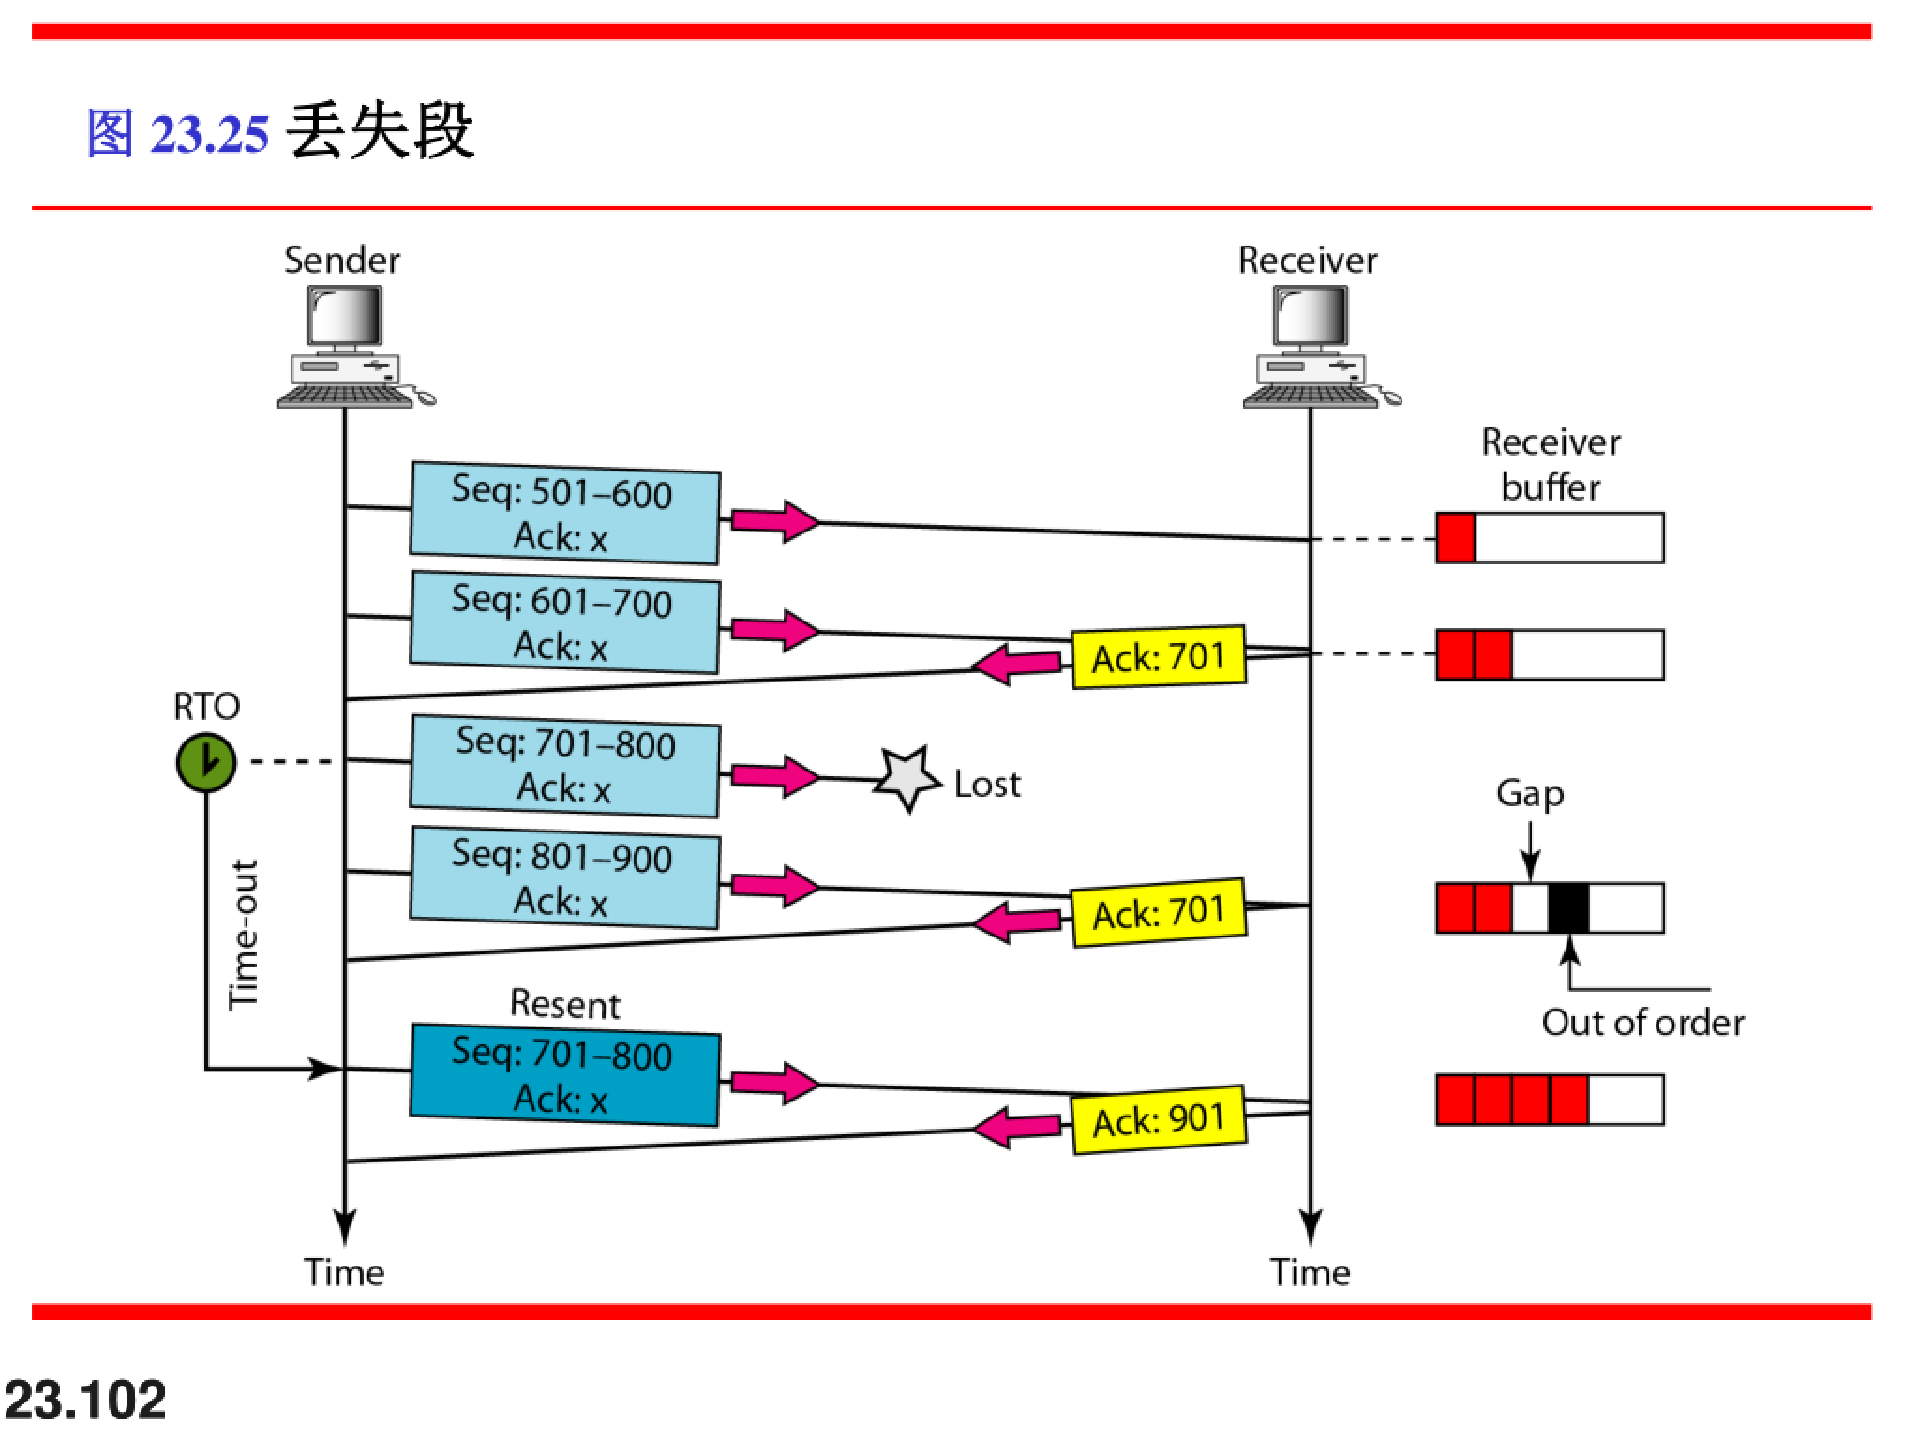 图 23.25 丢失段
Sender
Receiver
Receiver
buffer
Seq: 501–600
Ack: x
Seq: 601–700
Ack: x
Ack: 701
RTO
Seq: 701–800
Ack: x
Lost
Gap
Time-out
Seq: 801–900
Ack: x
Ack: 701
Out of order
Resent
Seq: 701–800
Ack: x
Ack: 901
Time
Time
23.102